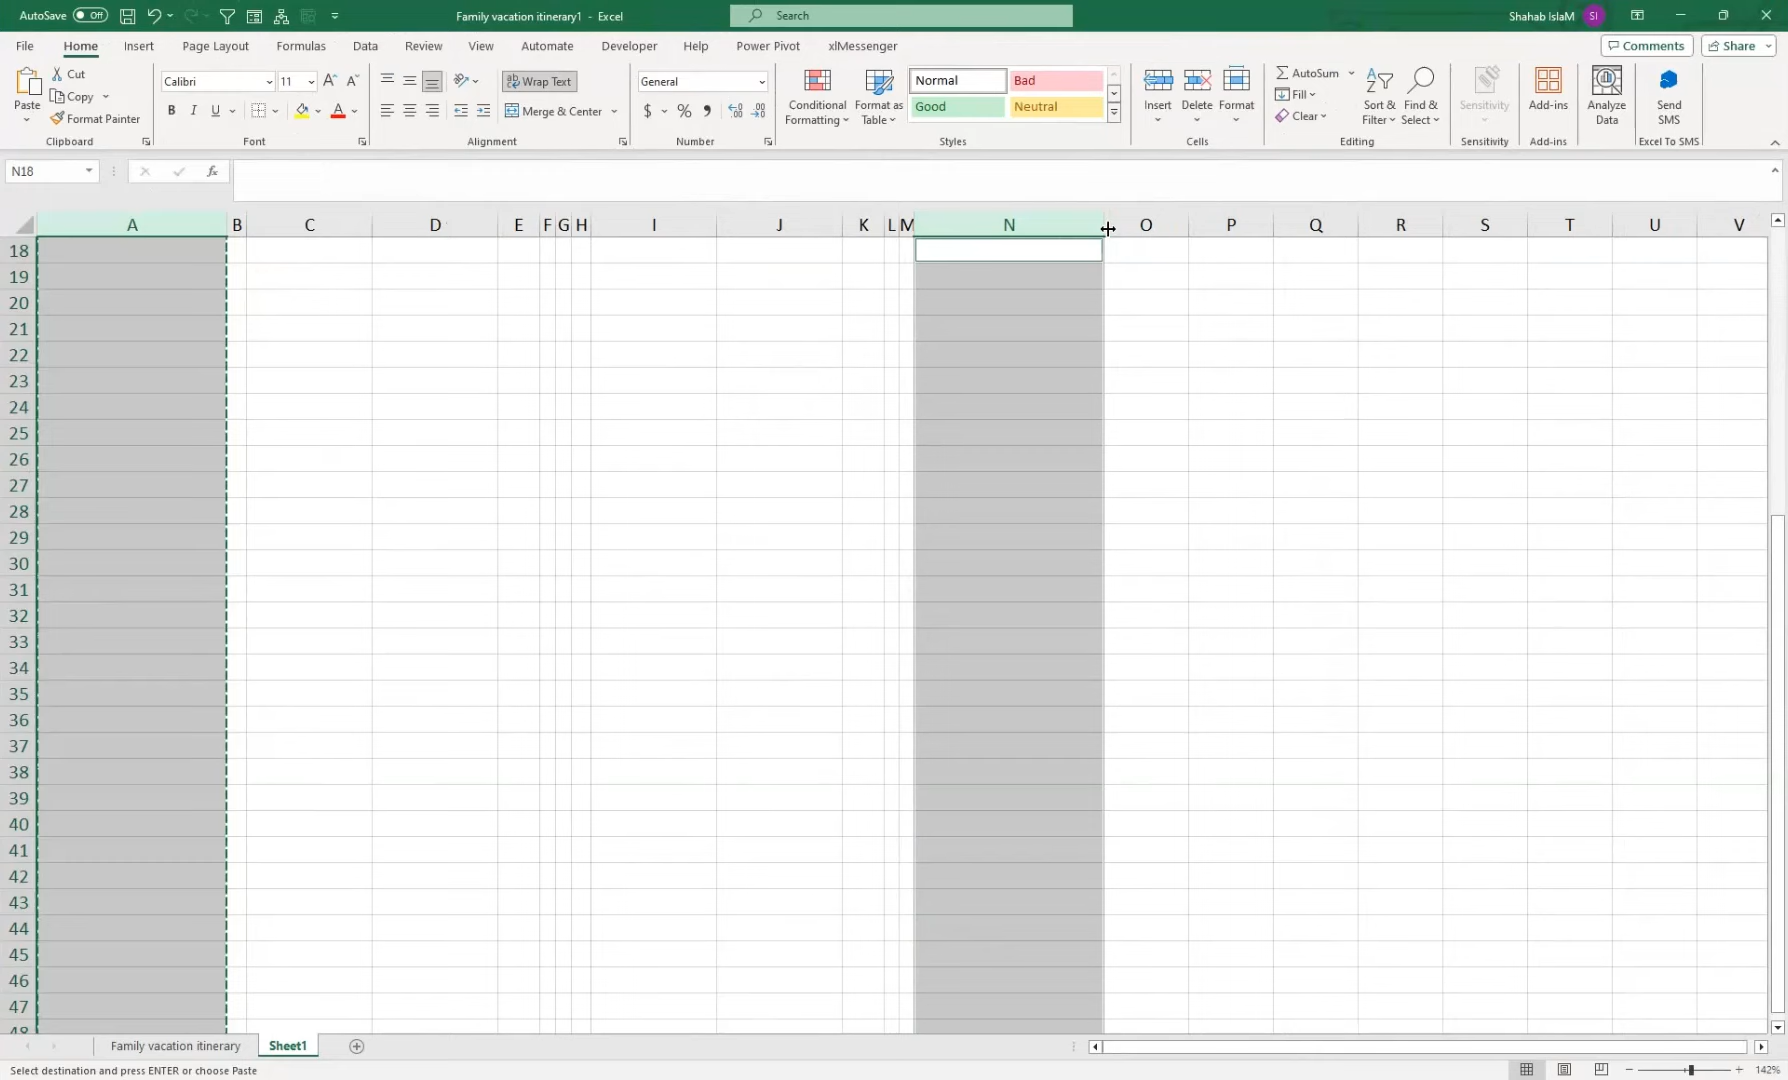 AutoSave Off Family vacation itinerary1 - Excel Search Shahab IslaM SI
File Home Insert Page Layout Formulas Data Review View Automate Developer Help Power Pivot xlMessenger Comments Share
Paste Cut Copy Format Painter
Clipboard
Calibri 11 A A
B I U A
Font
ab Wrap Text
Merge & Center
Alignment
General
$ % 9
Number
Conditional Formatting
Format as Table
Normal Bad
Good Neutral
Styles
Insert Delete Format
Cells
AutoSum
Fill
Clear
Sort & Filter
Find & Select
Editing
Sensitivity
Sensitivity
Add-ins
Add-ins
Analyze Data
Send SMS
Excel To SMS
N18 fx
A B C D E F G H I J K L M N O P Q R S T U V
18
19
20
21
22
23
24
25
26
27
28
29
30
31
32
33
34
35
36
37
38
39
40
41
42
43
44
45
46
47
48
Family vacation itinerary Sheet1
Select destination and press ENTER or choose Paste 142%